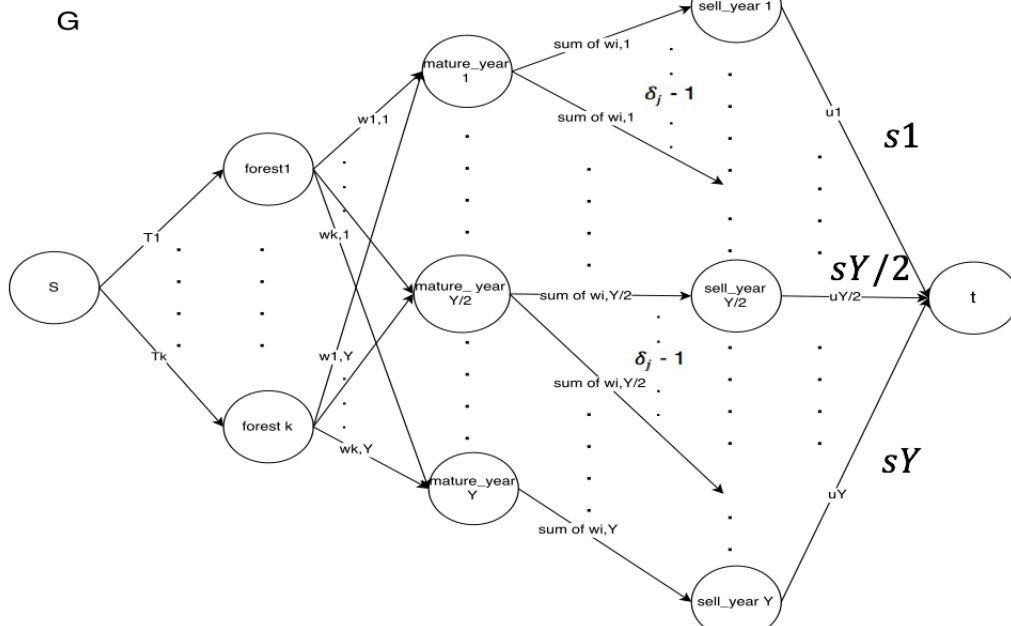 G
sell_year 1
sum of wi,1
mature_year
1
δj - 1
sum of wi,1
u1
s1
w1,1
forest1
wk,1
T1
S
mature_ year
Y/2
sum of wi,Y/2
sell_year
Y/2
sY/2
uY/2
t
Tk
w1,Y
δj - 1
sum of wi,Y/2
forest k
wk,Y
mature_year
Y
sY
uY
sum of wi,Y
sell_year Y